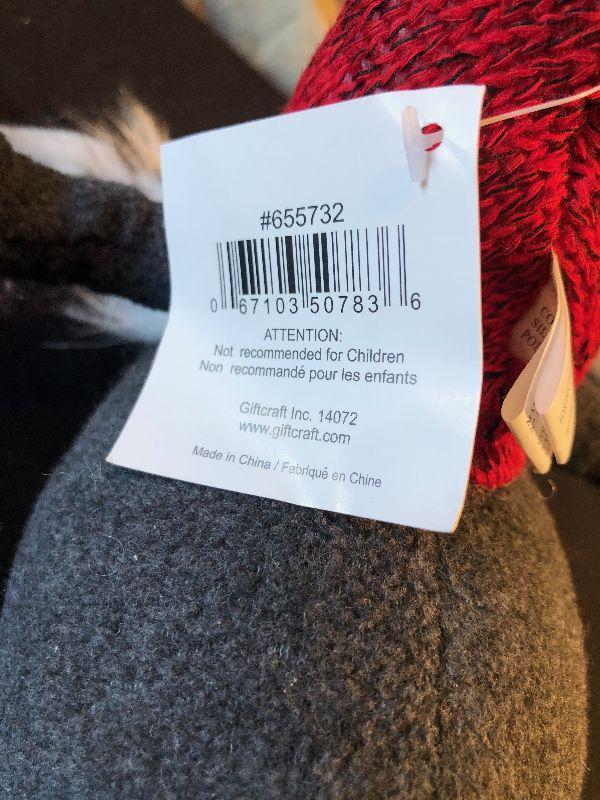 #655732
0 67103 50783 6
ATTENTION:
Not recommended for Children
Non recommandé pour les enfants
Giftcraft Inc. 14072
www.giftcraft.com
Made in China / Fabriqué en Chine